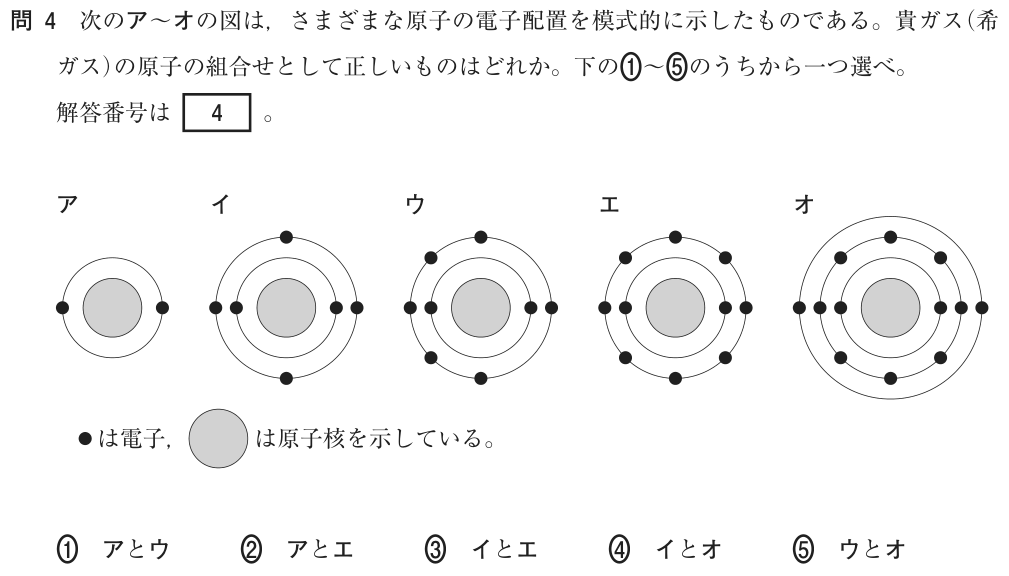 問 4 次のア~オの図は，さまざまな原子の電子配置を模式的に示したものである。貴ガス(希
ガス)の原子の組合せとして正しいものはどれか。下の①~⑤のうちから一つ選べ。
解答番号は 4 。
ア イ ウ エ オ
●は電子， は原子核を示している。
① アとウ ② アとエ ③ イとエ ④ イとオ ⑤ ウとオ